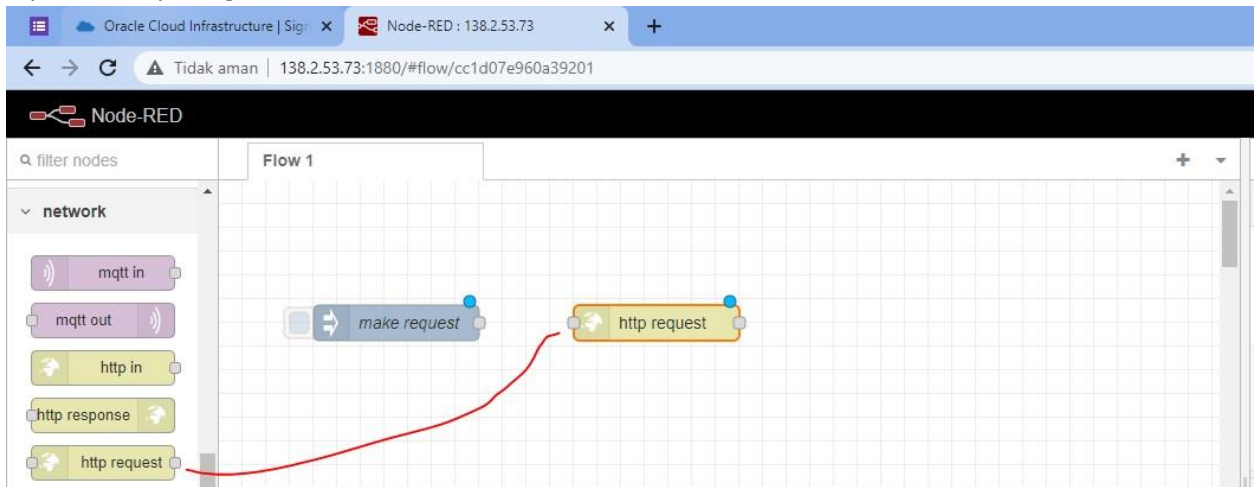 Oracle Cloud Infrastructure | Sigr
Node-RED : 138.2.53.73
Tidak aman | 138.2.53.73:1880/#flow/cc1d07e960a39201
Node-RED
filter nodes
Flow 1
network
mqtt in
mqtt out
http in
http response
http request
make request
http request